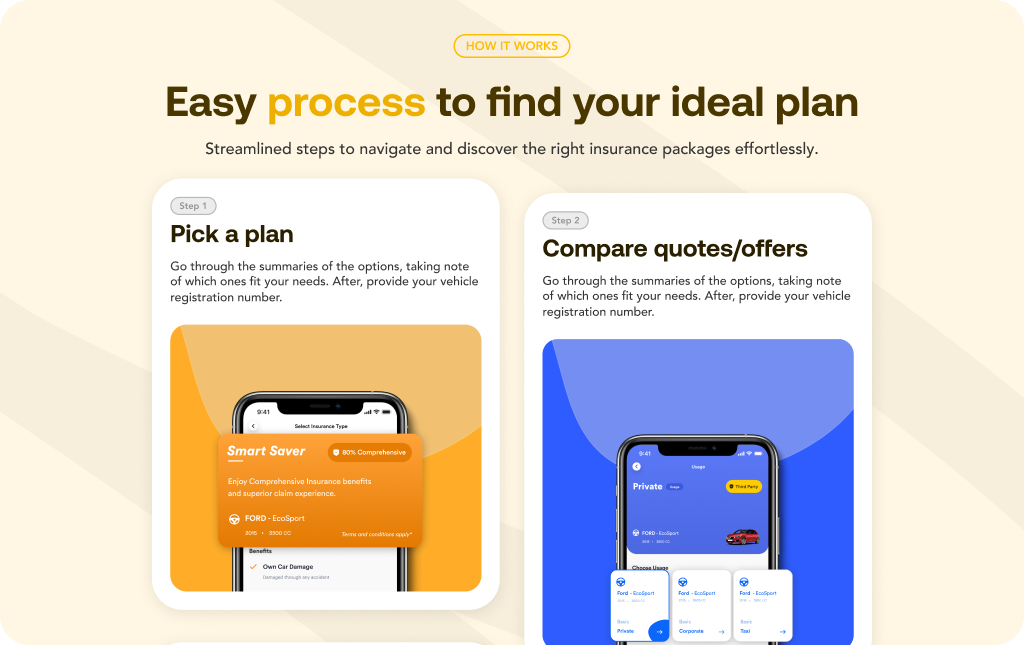 HOW IT WORKS
Easy process to find your ideal plan
Streamlined steps to navigate and discover the right insurance packages effortlessly.
Step 1
Pick a plan
Go through the summaries of the options, taking note
of which ones fit your needs. After, provide your vehicle
registration number.
9:41
Select Insurance Type
Smart Saver
80% Comprehensive
Enjoy Comprehensive Insurance benefits
and superior claim experience.
FORD - EcoSport
2015 • 3500 CC
Terms and conditions apply*
Benefits
Own Car Damage
Damaged through any accident
Step 2
Compare quotes/offers
Go through the summaries of the options, taking note
of which ones fit your needs. After, provide your vehicle
registration number.
9:41
Usage
Private
Usage
Third Party
FORD - EcoSport
Choose Usage
Ford - EcoSport
Basic
Private
Ford - EcoSport
Basic
Corporate
Ford - EcoSport
Basic
Taxi